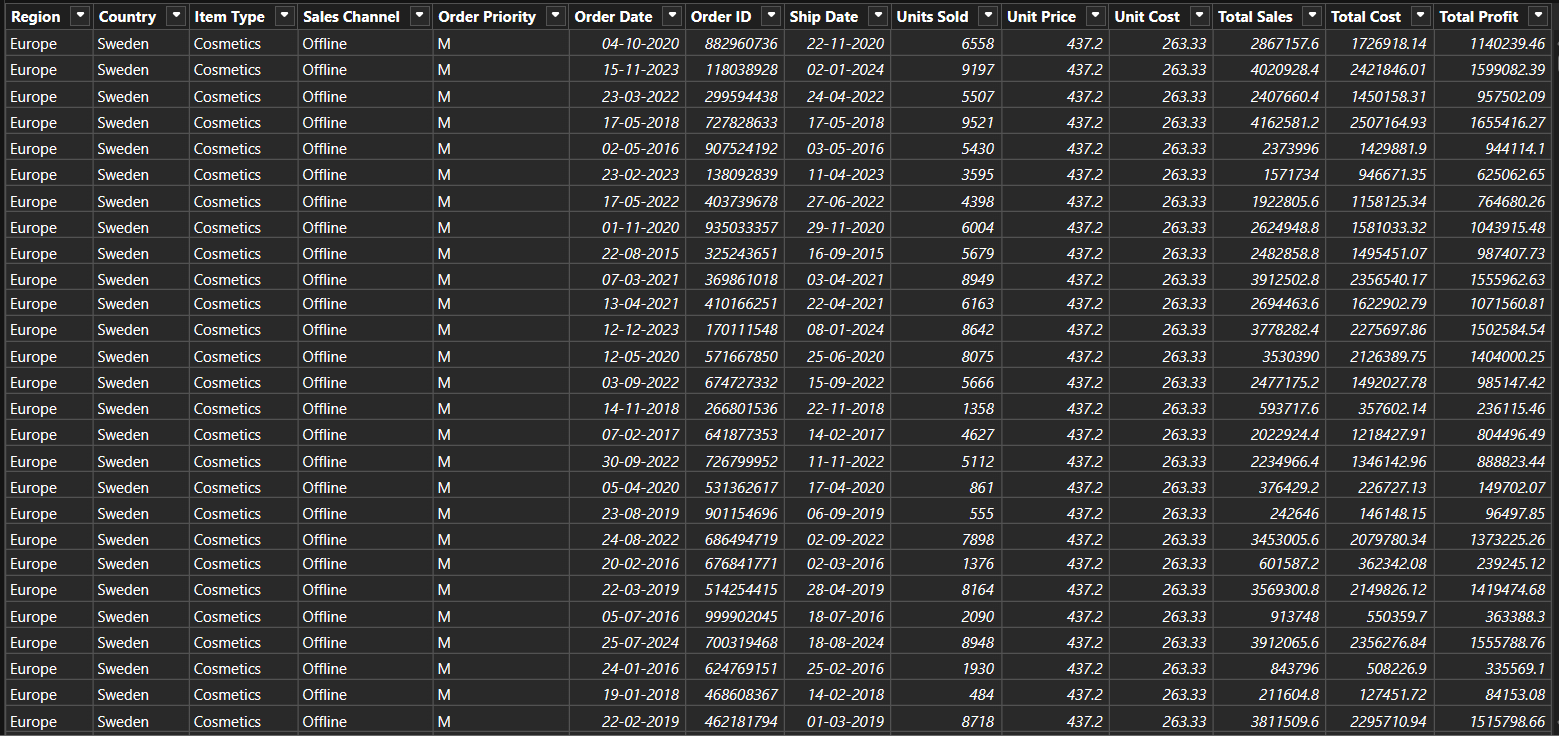 Region Country Item Type Sales Channel Order Priority Order Date Order ID Ship Date Units Sold Unit Price Unit Cost Total Sales Total Cost Total Profit
Europe Sweden Cosmetics Offline M 04-10-2020 882960736 22-11-2020 6558 437.2 263.33 2867157.6 1726918.14 1140239.46
Europe Sweden Cosmetics Offline M 15-11-2023 118038928 02-01-2024 9197 437.2 263.33 4020928.4 2421846.01 1599082.39
Europe Sweden Cosmetics Offline M 23-03-2022 299594438 24-04-2022 5507 437.2 263.33 2407660.4 1450158.31 957502.09
Europe Sweden Cosmetics Offline M 17-05-2018 727828633 17-05-2018 9521 437.2 263.33 4162581.2 2507164.93 1655416.27
Europe Sweden Cosmetics Offline M 02-05-2016 907524192 03-05-2016 5430 437.2 263.33 2373996 1429881.9 944114.1
Europe Sweden Cosmetics Offline M 23-02-2023 138092839 11-04-2023 3595 437.2 263.33 1571734 946671.35 625062.65
Europe Sweden Cosmetics Offline M 17-05-2022 403739678 27-06-2022 4398 437.2 263.33 1922805.6 1158125.34 764680.26
Europe Sweden Cosmetics Offline M 01-11-2020 935033357 29-11-2020 6004 437.2 263.33 2624948.8 1581033.32 1043915.48
Europe Sweden Cosmetics Offline M 22-08-2015 325243651 16-09-2015 5679 437.2 263.33 2482858.8 1495451.07 987407.73
Europe Sweden Cosmetics Offline M 07-03-2021 369861018 03-04-2021 8949 437.2 263.33 3912502.8 2356540.17 1555962.63
Europe Sweden Cosmetics Offline M 13-04-2021 410166251 22-04-2021 6163 437.2 263.33 2694463.6 1622902.79 1071560.81
Europe Sweden Cosmetics Offline M 12-12-2023 170111548 08-01-2024 8642 437.2 263.33 3778282.4 2275697.86 1502584.54
Europe Sweden Cosmetics Offline M 12-05-2020 571667850 25-06-2020 8075 437.2 263.33 3530390 2126389.75 1404000.25
Europe Sweden Cosmetics Offline M 03-09-2022 674727332 15-09-2022 5666 437.2 263.33 2477175.2 1492027.78 985147.42
Europe Sweden Cosmetics Offline M 14-11-2018 266801536 22-11-2018 1358 437.2 263.33 593717.6 357602.14 236115.46
Europe Sweden Cosmetics Offline M 07-02-2017 641877353 14-02-2017 4627 437.2 263.33 2022924.4 1218427.91 804496.49
Europe Sweden Cosmetics Offline M 30-09-2022 726799952 11-11-2022 5112 437.2 263.33 2234966.4 1346142.96 888823.44
Europe Sweden Cosmetics Offline M 05-04-2020 531362617 17-04-2020 861 437.2 263.33 376429.2 226727.13 149702.07
Europe Sweden Cosmetics Offline M 23-08-2019 901154696 06-09-2019 555 437.2 263.33 242646 146148.15 96497.85
Europe Sweden Cosmetics Offline M 24-08-2022 686494719 02-09-2022 7898 437.2 263.33 3453005.6 2079780.34 1373225.26
Europe Sweden Cosmetics Offline M 20-02-2016 676841771 02-03-2016 1376 437.2 263.33 601587.2 362342.08 239245.12
Europe Sweden Cosmetics Offline M 22-03-2019 514254415 28-04-2019 8164 437.2 263.33 3569300.8 2149826.12 1419474.68
Europe Sweden Cosmetics Offline M 05-07-2016 999902045 18-07-2016 2090 437.2 263.33 913748 550359.7 363388.3
Europe Sweden Cosmetics Offline M 25-07-2024 700319468 18-08-2024 8948 437.2 263.33 3912065.6 2356276.84 1555788.76
Europe Sweden Cosmetics Offline M 24-01-2016 624769151 25-02-2016 1930 437.2 263.33 843796 508226.9 335569.1
Europe Sweden Cosmetics Offline M 19-01-2018 468608367 14-02-2018 484 437.2 263.33 211604.8 127451.72 84153.08
Europe Sweden Cosmetics Offline M 22-02-2019 462181794 01-03-2019 8718 437.2 263.33 3811509.6 2295710.94 1515798.66